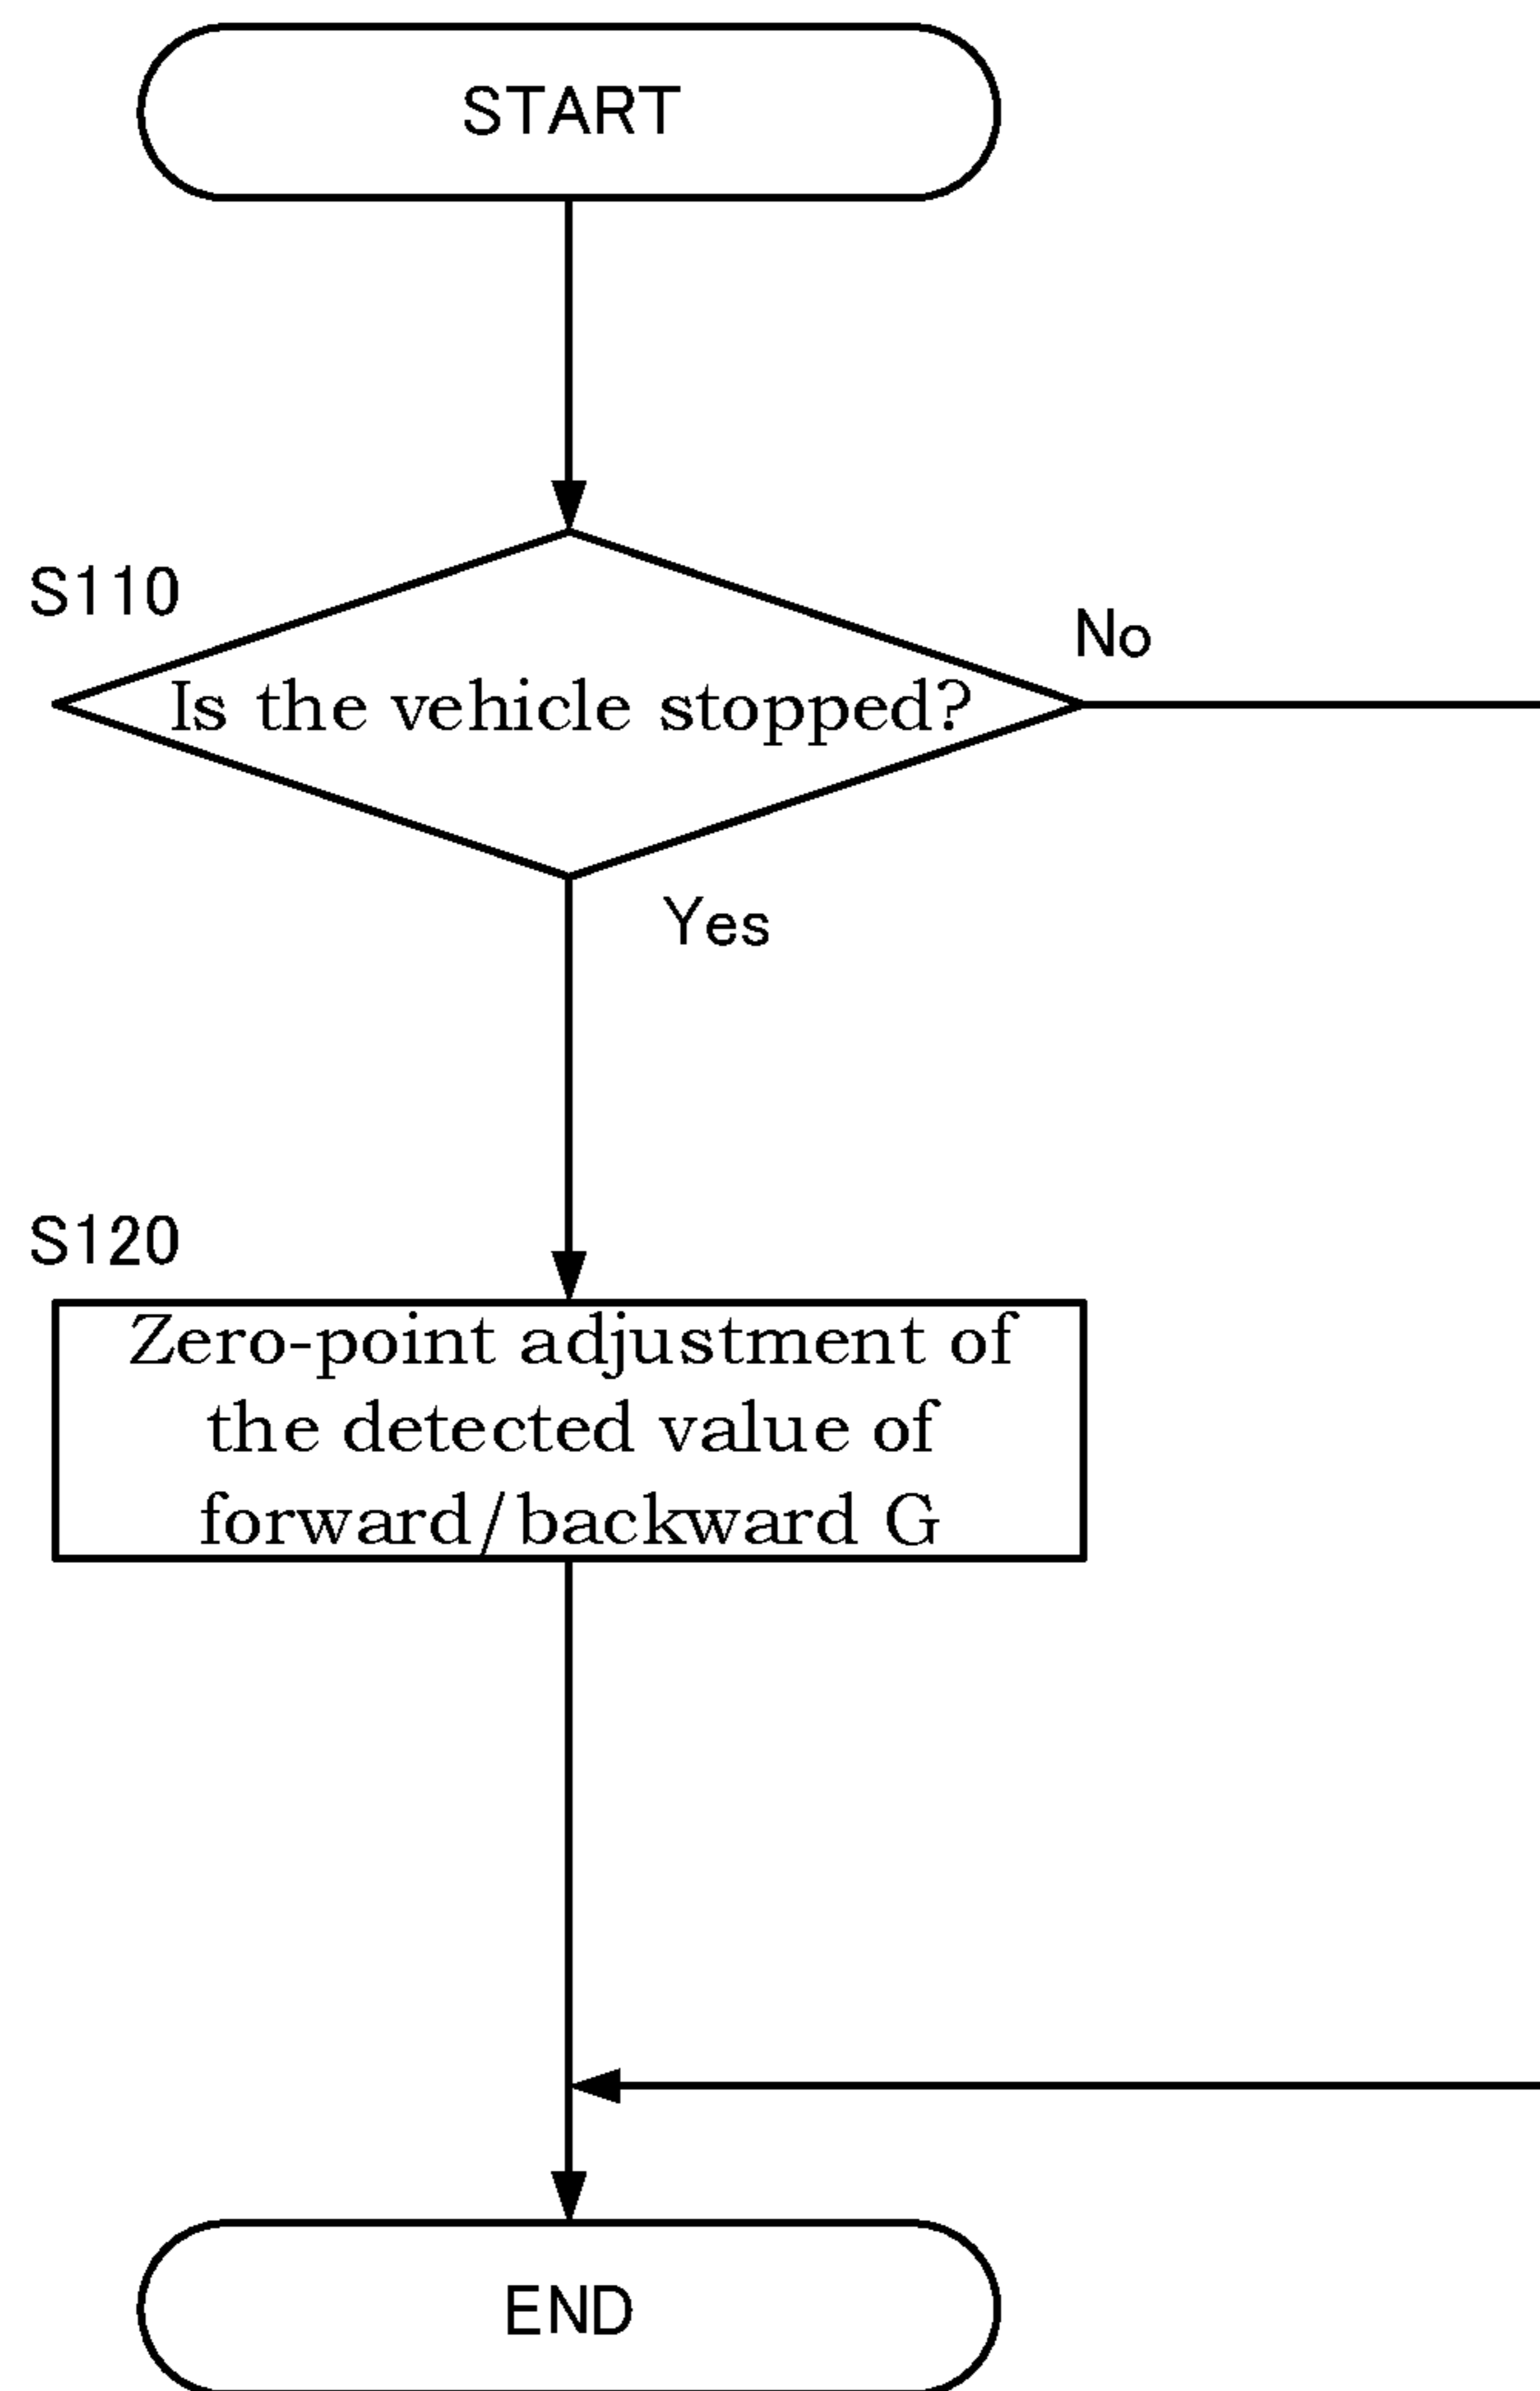 START
S110
No
Is the vehicle stopped?
Yes
S120
Zero-point adjustment of
the detected value of
forward/backward G
END